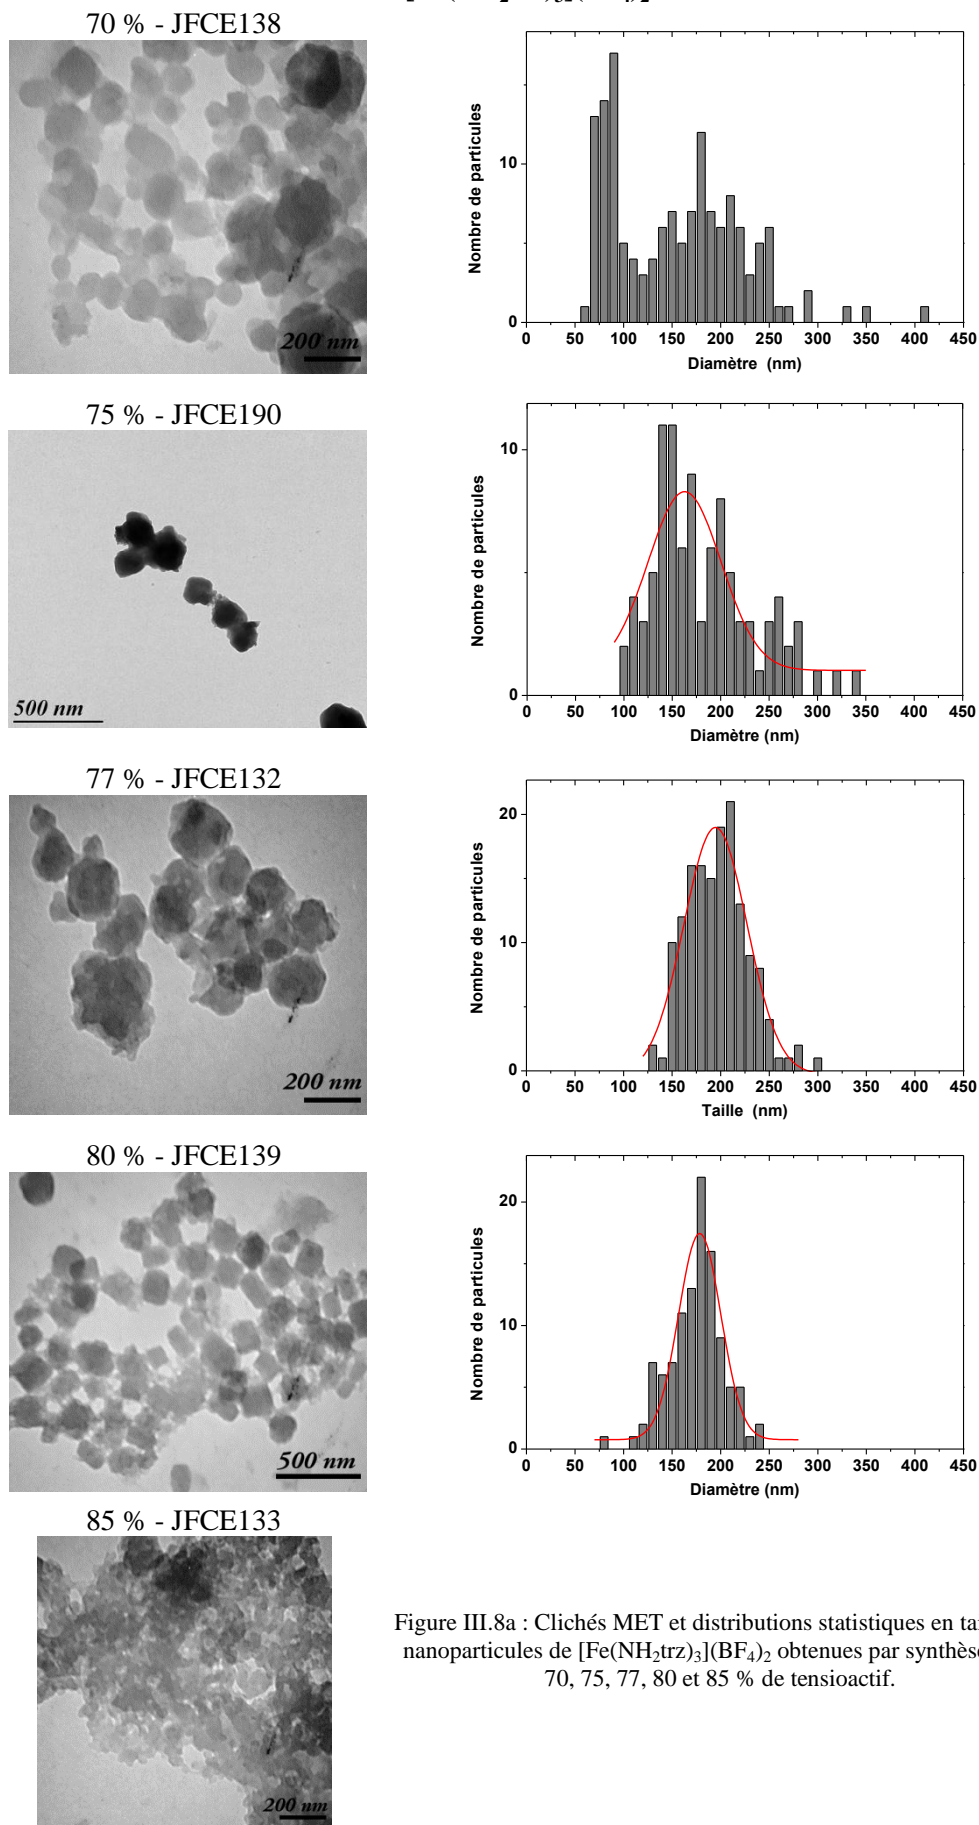 70 % - JFCE138
200 nm
Nombre de particules
10
0
0 50 100 150 200 250 300 350 400 450
Diamètre (nm)
75 % - JFCE190
500 nm
Nombre de particules
10
0
0 50 100 150 200 250 300 350 400 450
Diamètre (nm)
77 % - JFCE132
200 nm
Nombre de particules
20
10
0
0 50 100 150 200 250 300 350 400 450
Taille (nm)
80 % - JFCE139
500 nm
Nombre de particules
20
10
0
0 50 100 150 200 250 300 350 400 450
Diamètre (nm)
85 % - JFCE133
200 nm
Figure III.8a : Clichés MET et distributions statistiques en
nanoparticules de [Fe(NH₂trz)₃](BF₄)₂ obtenues par synthès
70, 75, 77, 80 et 85 % de tensioactif.